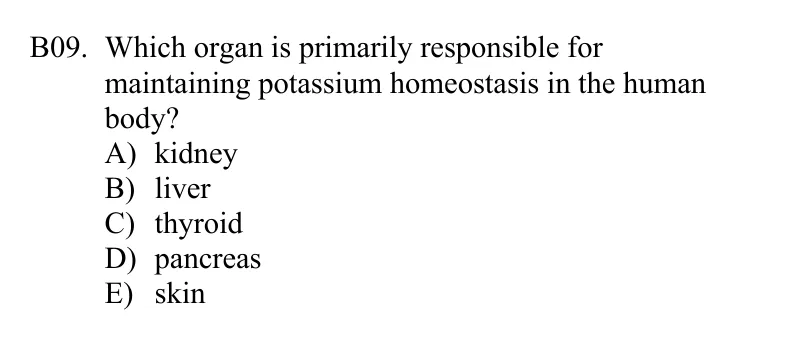 B09. Which organ is primarily responsible for
maintaining potassium homeostasis in the human
body?
A) kidney
B) liver
C) thyroid
D) pancreas
E) skin